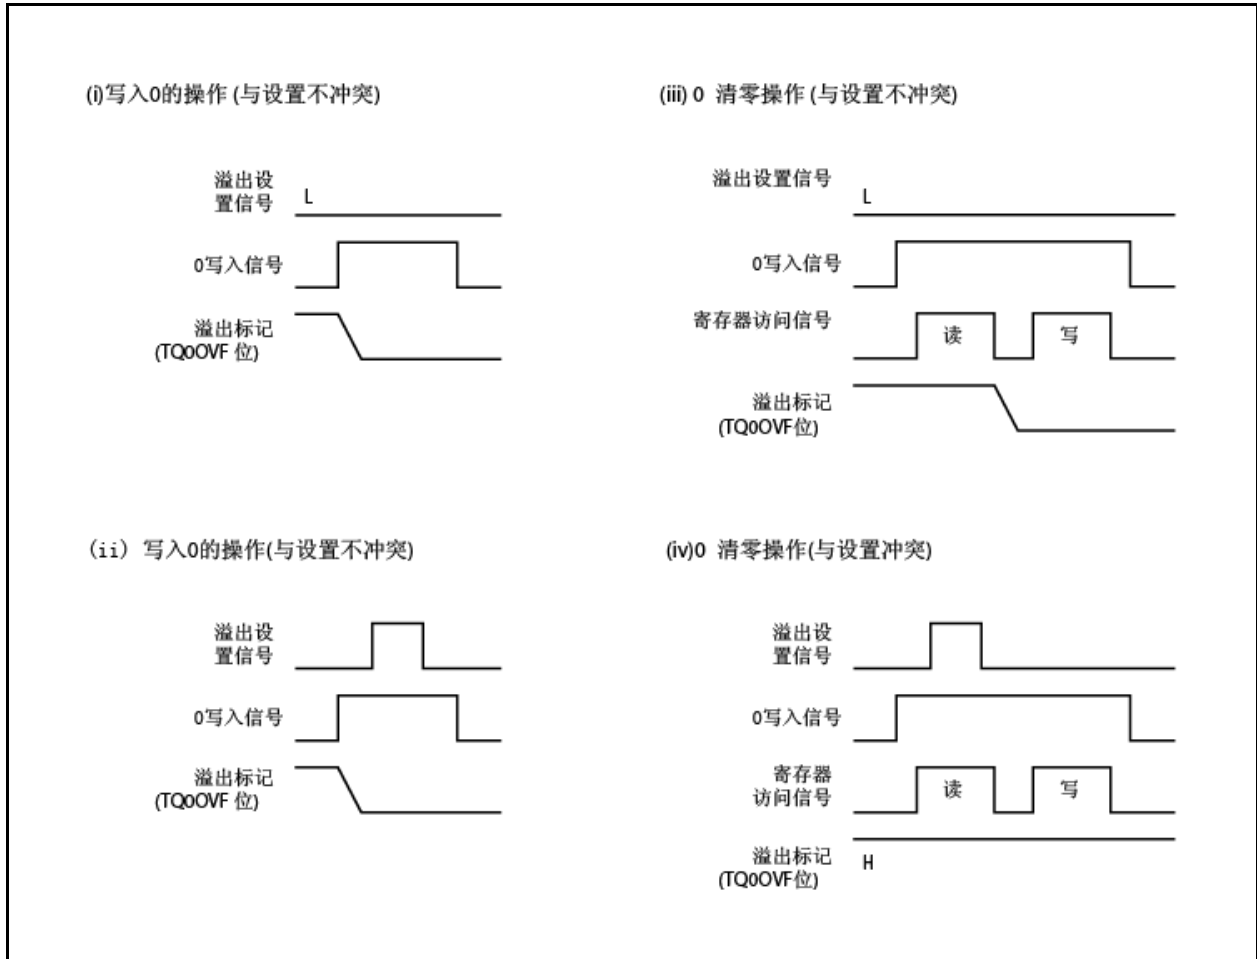 (i)写入0的操作 (与设置不冲突)
溢出设
置信号
L
0写入信号
溢出标记
(TQ0OVF 位)
(iii) 0 清零操作 (与设置不冲突)
溢出设置信号
L
0写入信号
寄存器访问信号
读
写
溢出标记
(TQ0OVF位)
(ii) 写入0的操作(与设置不冲突)
溢出设
置信号
0写入信号
溢出标记
(TQ0OVF 位)
(iv)0 清零操作(与设置冲突)
溢出设
置信号
0写入信号
寄存器
访问信号
读
写
溢出标记
(TQ0OVF位)
H